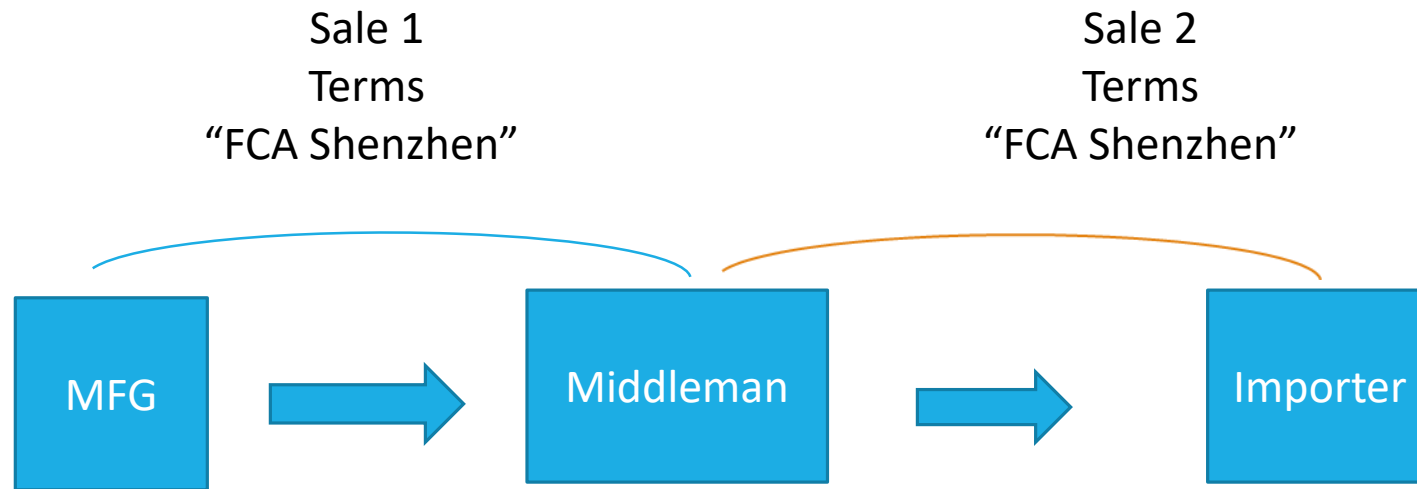 Sale 1
Terms
“FCA Shenzhen”
Sale 2
Terms
“FCA Shenzhen”
MFG
Middleman
Importer